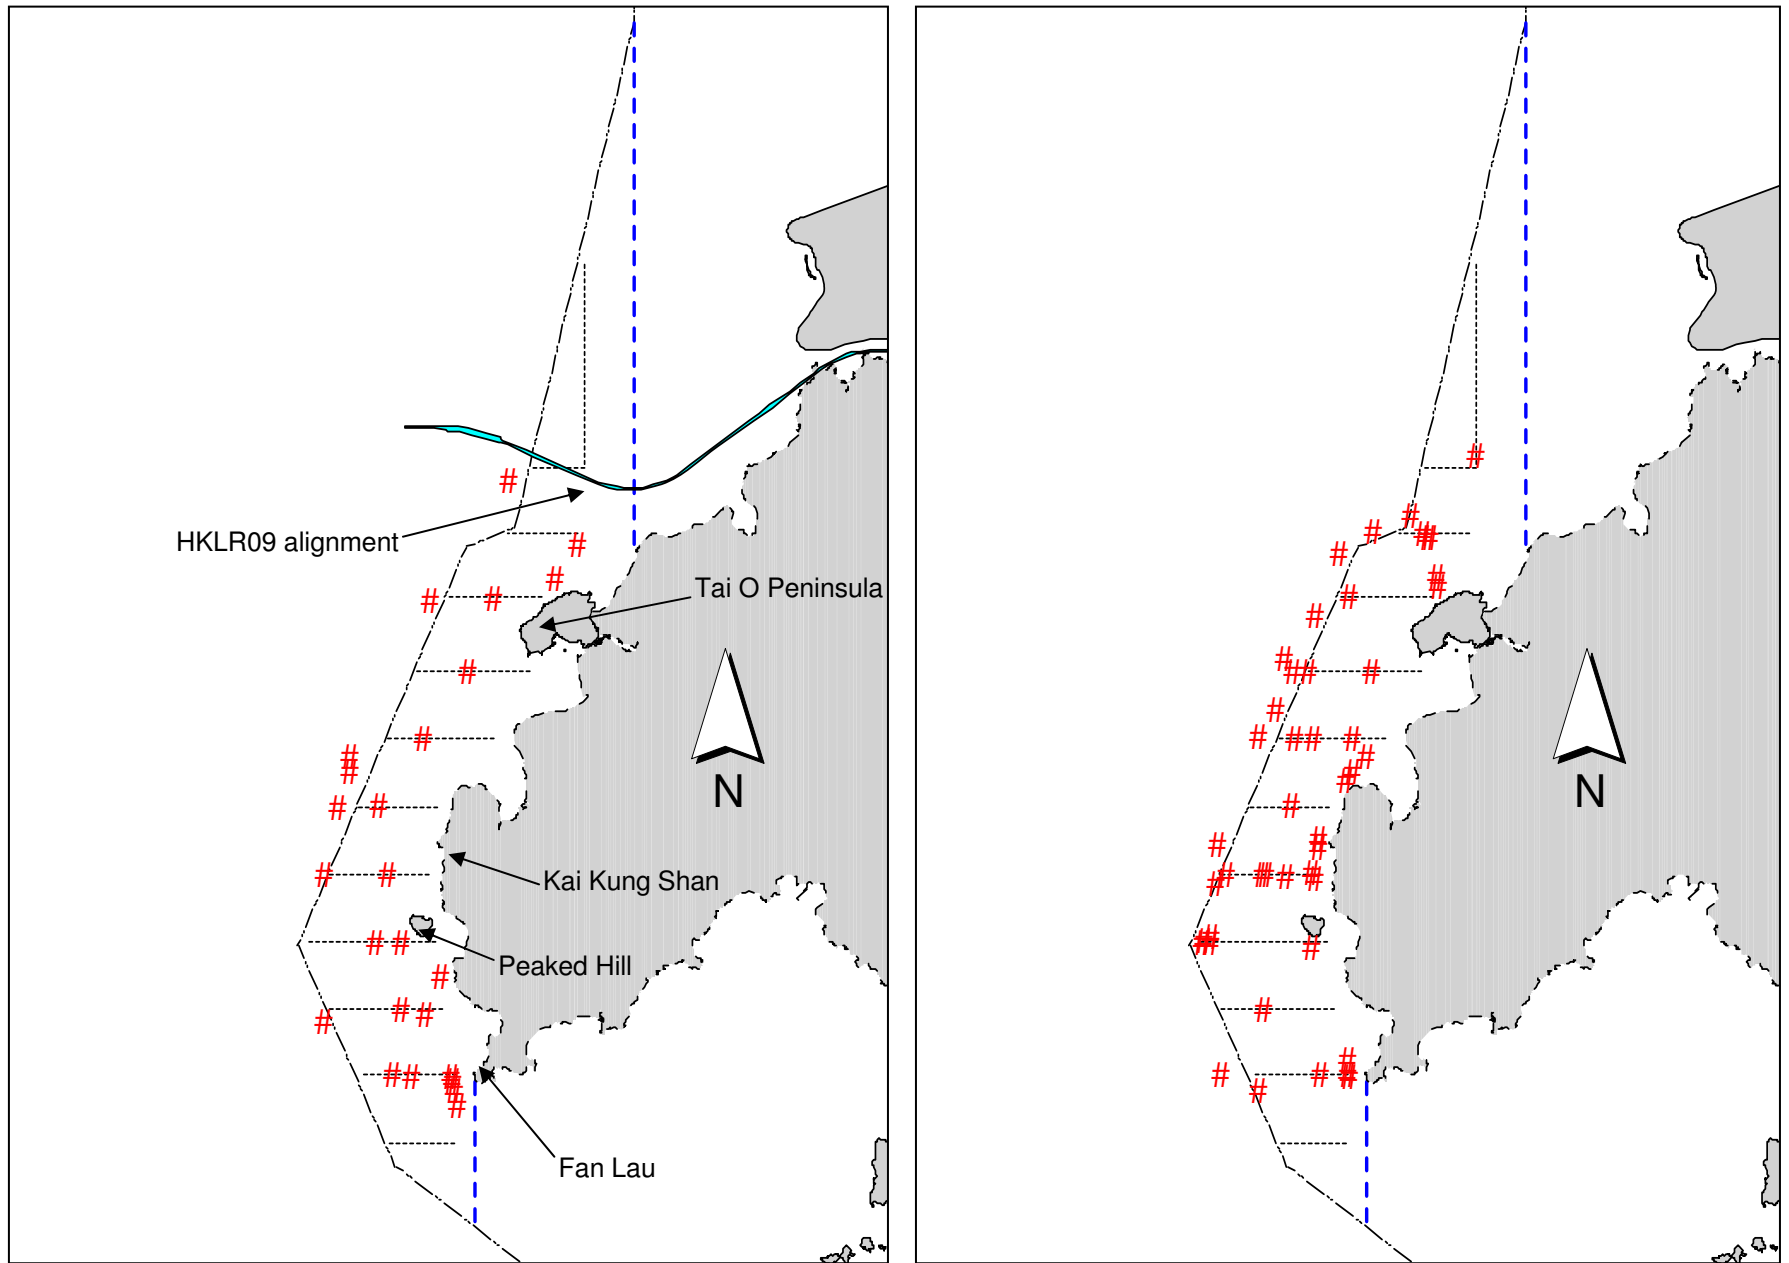 HKLR09 alignment
Tai O Peninsula
N
N
Kai Kung Shan
Peaked Hill
Fan Lau